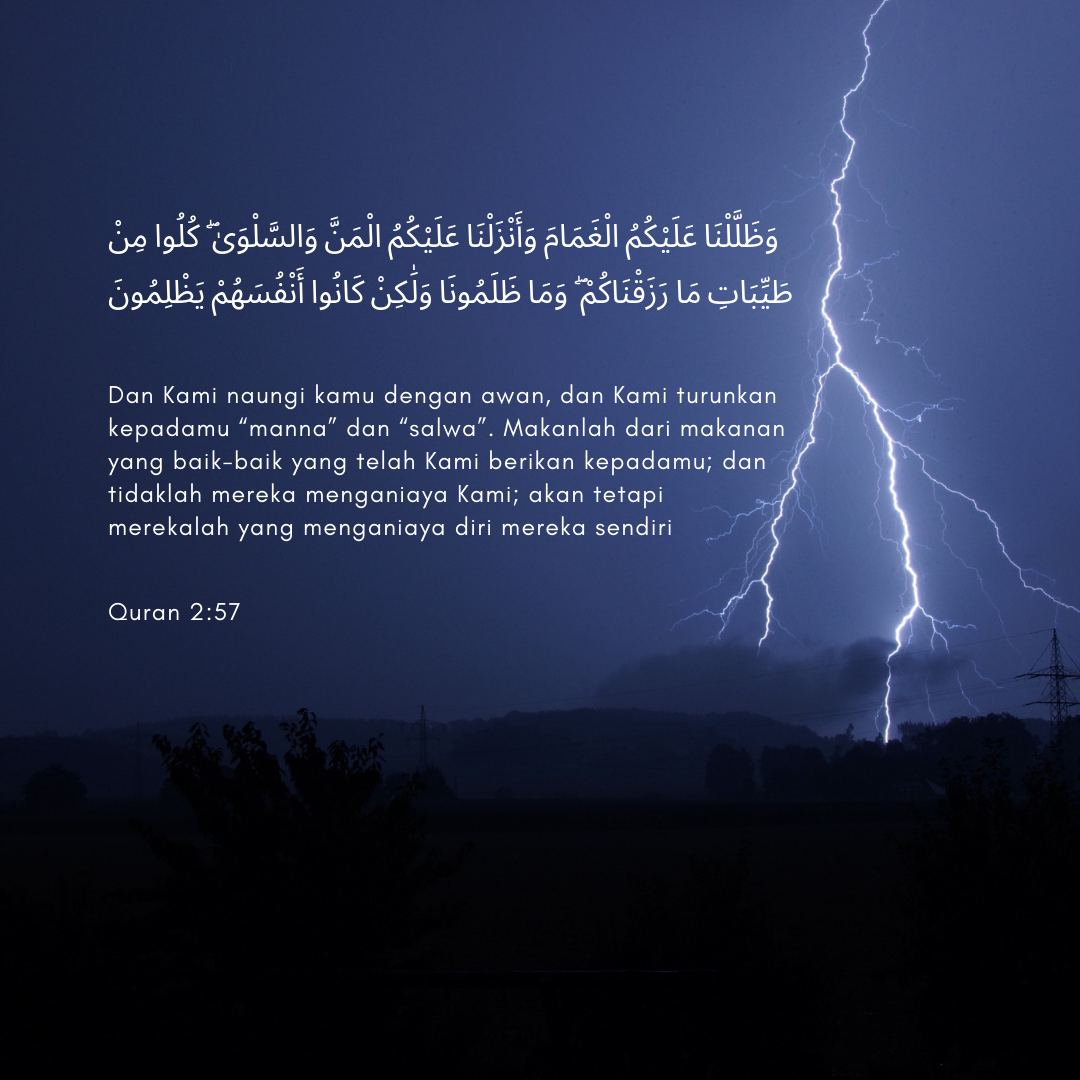 وَظَلَّلْنَا عَلَيْكُمُ الْغَمَامَ وَأَنْزَلْنَا عَلَيْكُمُ الْمَنَّ وَالسَّلْوَىٰ ۖ كُلُوا مِنْ
طَيِّبَاتِ مَا رَزَقْنَاكُمْ ۖ وَمَا ظَلَمُونَا وَلَٰكِنْ كَانُوا أَنْفُسَهُمْ يَظْلِمُونَ
Dan Kami naungi kamu dengan awan, dan Kami turunkan
kepadamu “manna” dan “salwa”. Makanlah dari makanan
yang baik-baik yang telah Kami berikan kepadamu; dan
tidaklah mereka menganiaya Kami; akan tetapi
merekalah yang menganiaya diri mereka sendiri
Quran 2:57